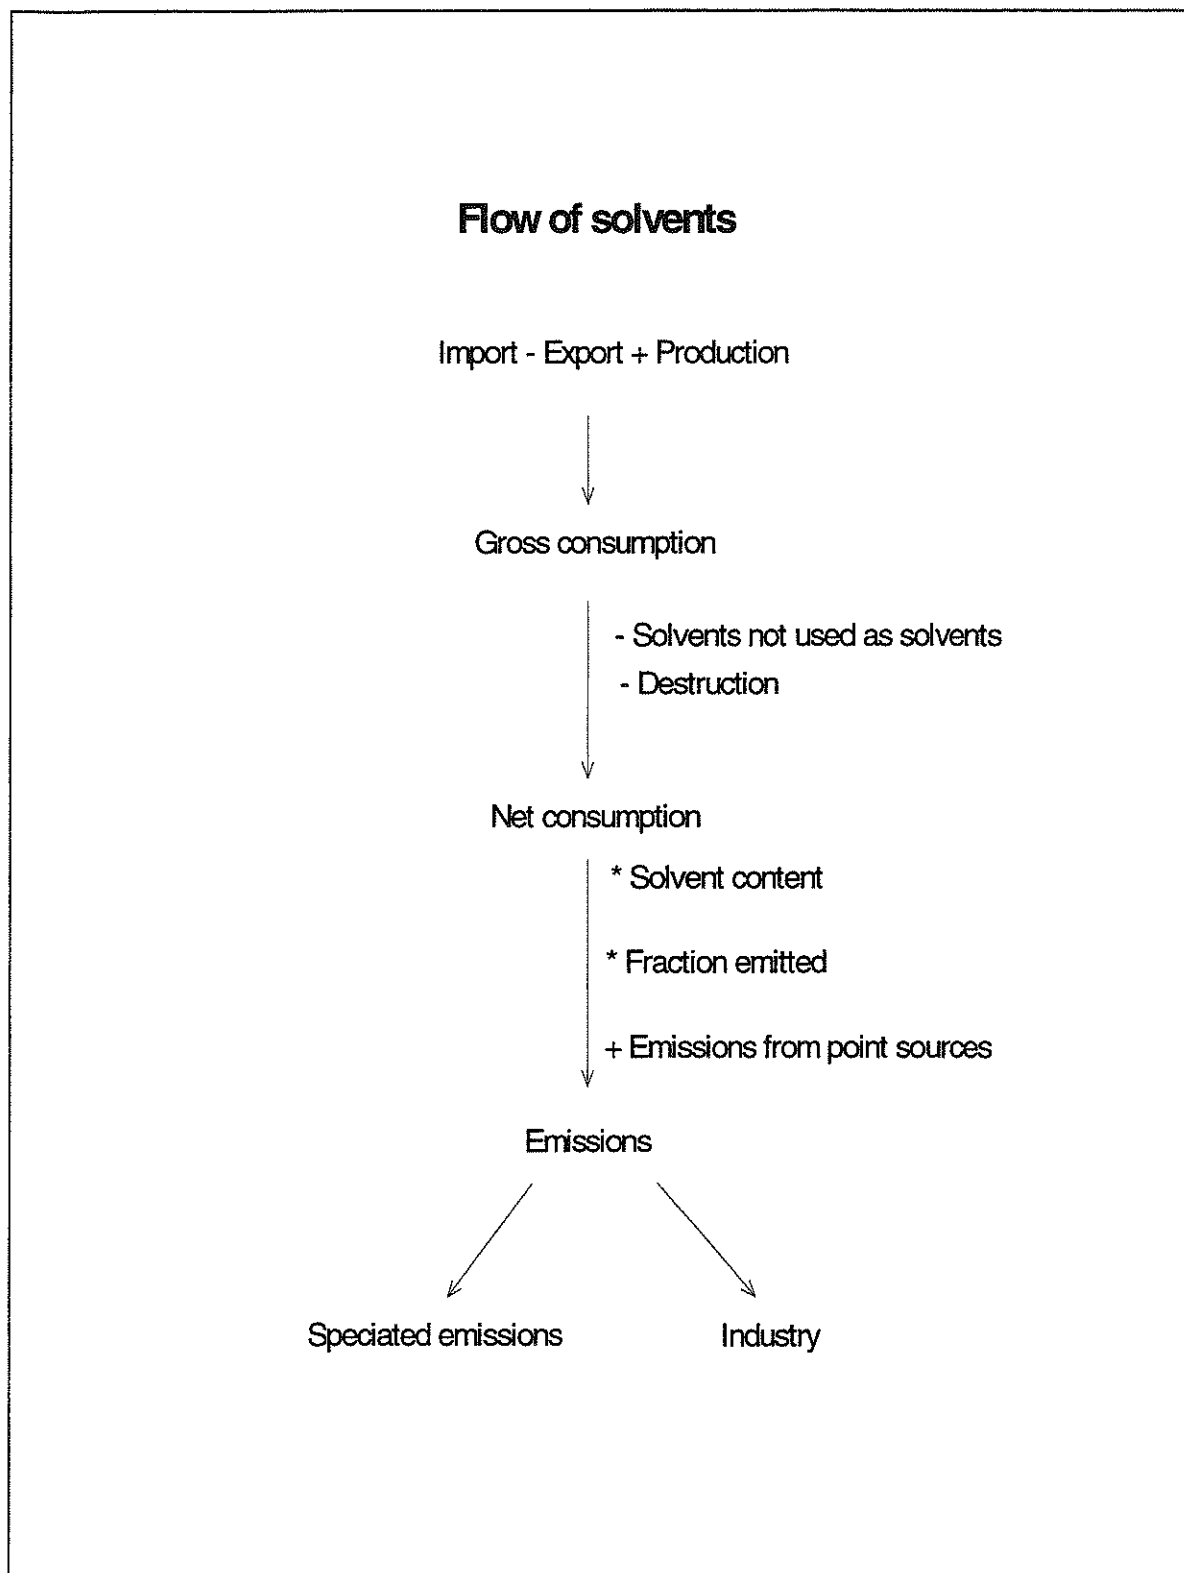 Flow of solvents
Import - Export + Production
Gross consumption
- Solvents not used as solvents
- Destruction
Net consumption
* Solvent content
* Fraction emitted
+ Emissions from point sources
Emissions
Speciated emissions
Industry